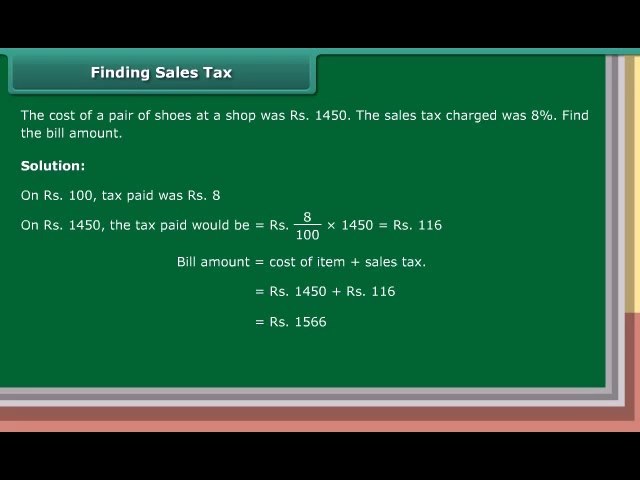 Finding Sales Tax
The cost of a pair of shoes at a shop was Rs. 1450. The sales tax charged was 8%. Find
the bill amount.
Solution:
On Rs. 100, tax paid was Rs. 8
On Rs. 1450, the tax paid would be = Rs. 8/100 × 1450 = Rs. 116
Bill amount = cost of item + sales tax.
= Rs. 1450 + Rs. 116
= Rs. 1566